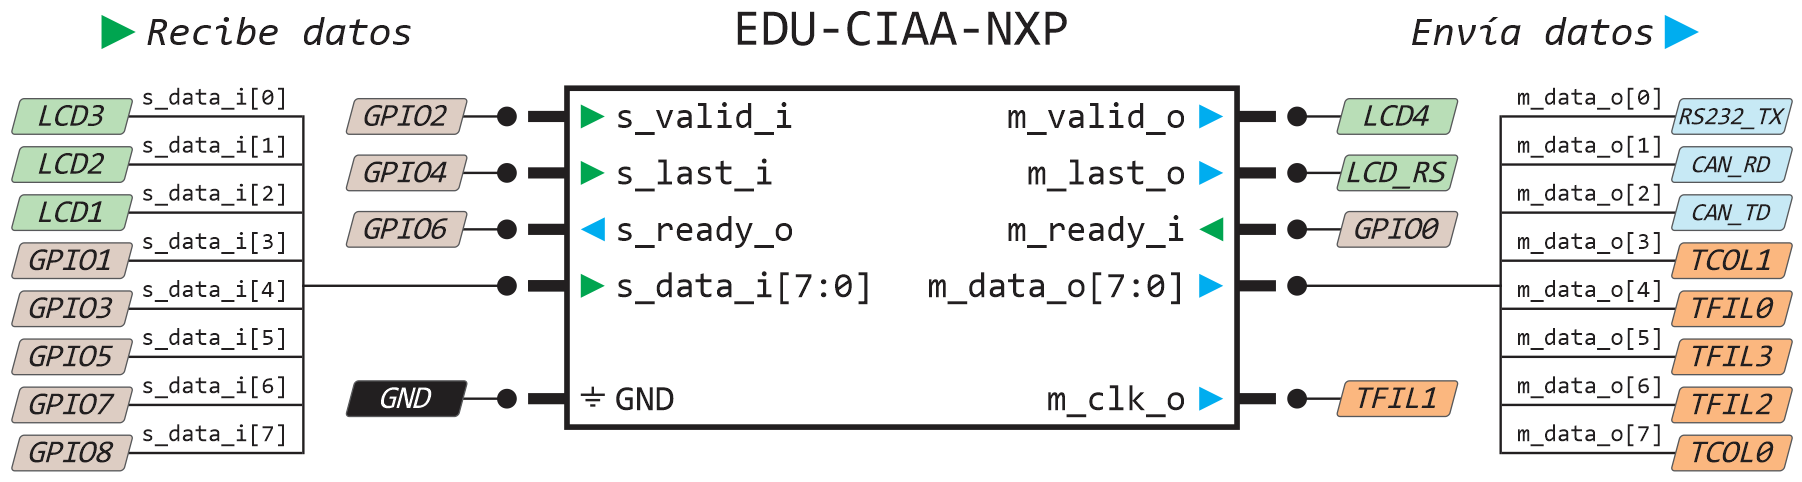 Recibe datos
EDU-CIAA-NXP
Envía datos
LCD3 s_data_i[0]
LCD2 s_data_i[1]
LCD1 s_data_i[2]
GPIO1 s_data_i[3]
GPIO3 s_data_i[4]
GPIO5 s_data_i[5]
GPIO7 s_data_i[6]
GPIO8 s_data_i[7]
GPIO2 s_valid_i
GPIO4 s_last_i
GPIO6 s_ready_o
s_data_i[7:0]
GND GND
m_valid_o LCD4
m_last_o LCD_RS
m_ready_i GPIO0
m_data_o[7:0]
m_clk_o TFIL1
m_data_o[0] RS232_TX
m_data_o[1] CAN_RD
m_data_o[2] CAN_TD
m_data_o[3] TCOL1
m_data_o[4] TFIL0
m_data_o[5] TFIL3
m_data_o[6] TFIL2
m_data_o[7] TCOL0